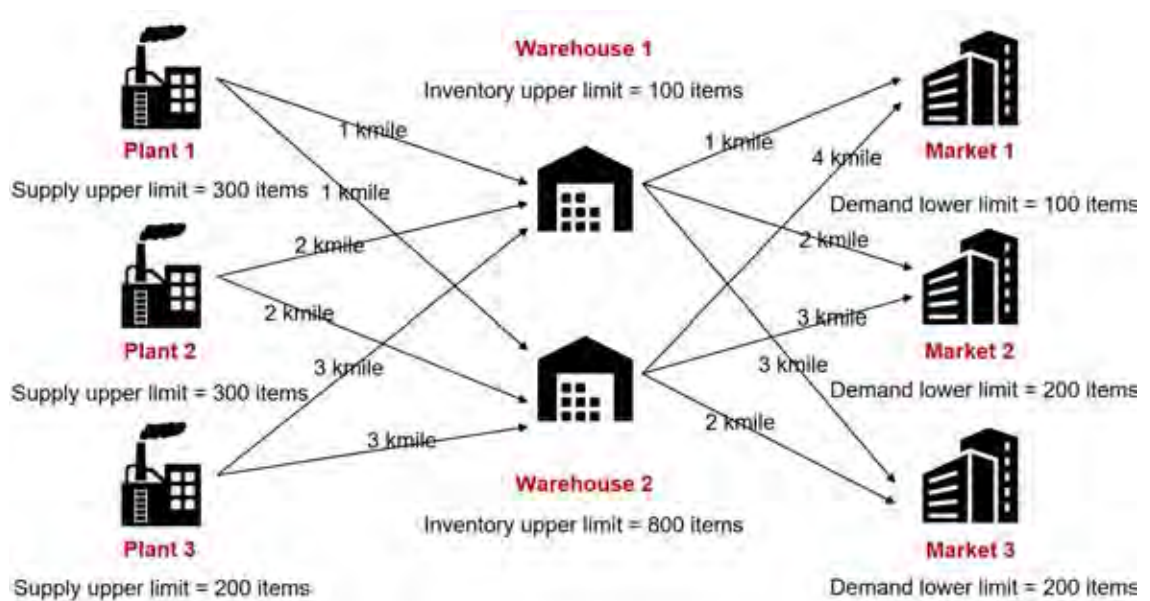 Warehouse 1
Inventory upper limit = 100 items
1 kmile
1 kmile
Plant 1
4 kmile
Market 1
Supply upper limit = 300 items
1 kmile
Demand lower limit = 100 items
2 kmile
2 kmile
2 kmile
3 kmile
Plant 2
Market 2
3 kmile
3 kmile
Supply upper limit = 300 items
Demand lower limit = 200 items
2 kmile
3 kmile
Warehouse 2
Inventory upper limit = 800 items
Plant 3
Market 3
Supply upper limit = 200 items
Demand lower limit = 200 items